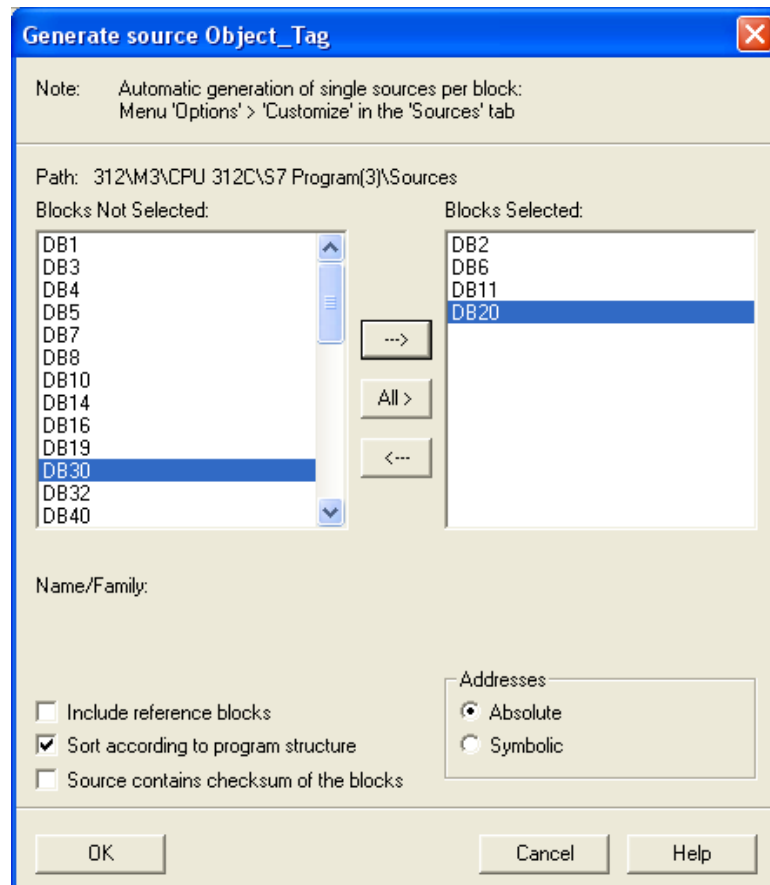 Generate source Object_Tag
Note: Automatic generation of single sources per block:
Menu 'Options' > 'Customize' in the 'Sources' tab
Path: 312\M3\CPU 312C\S7 Program(3)\Sources
Blocks Not Selected:
DB1
DB3
DB4
DB5
DB7
DB8
DB10
DB14
DB16
DB19
DB30
DB32
DB40
--->
All >
<---
Blocks Selected:
DB2
DB6
DB11
DB20
Name/Family:
Include reference blocks
Sort according to program structure
Source contains checksum of the blocks
Addresses
Absolute
Symbolic
OK
Cancel
Help